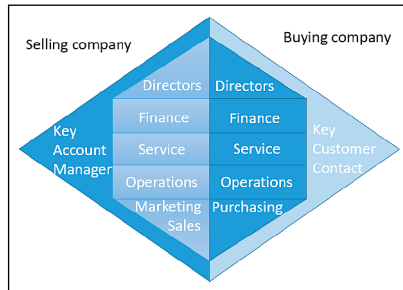 Selling company
Buying company
Directors
Directors
Finance
Finance
Key
Account
Manager
Service
Service
Key
Customer
Contact
Operations
Operations
Marketing
Sales
Purchasing